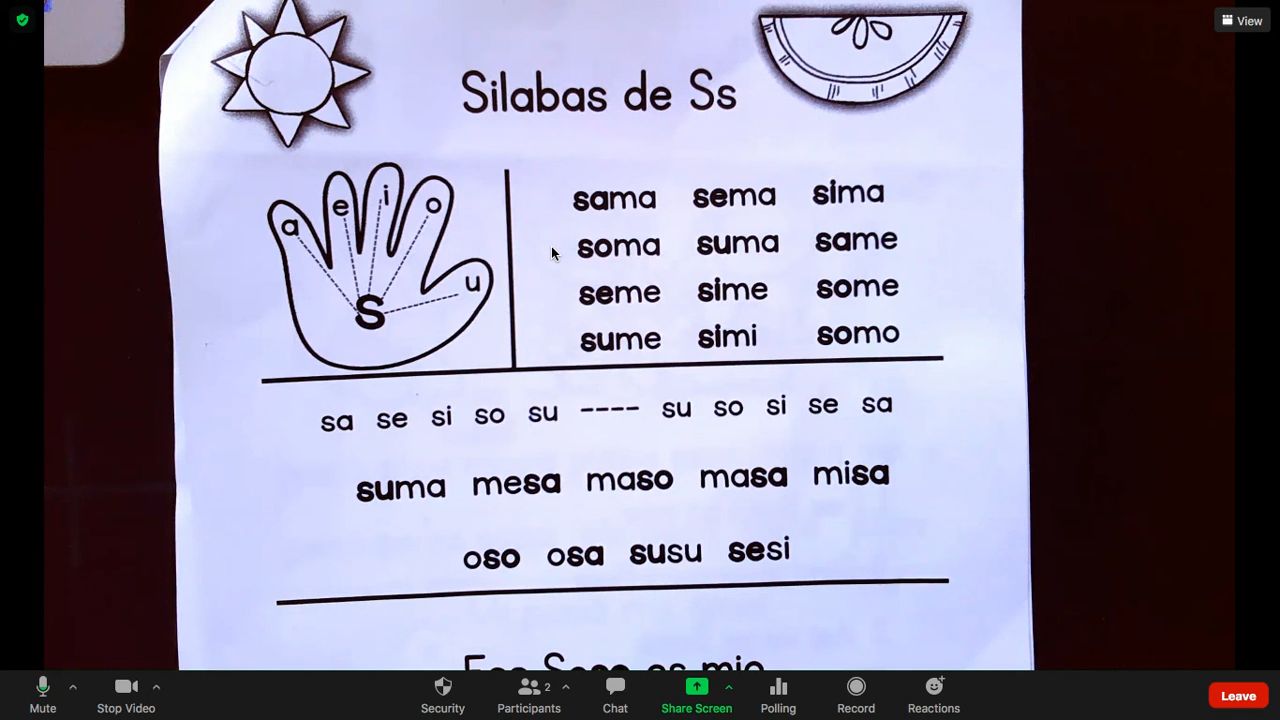 View
Silabas de Ss
a e i o u
S
sama sema sima
soma suma same
seme sime some
sume simi somo
sa se si so su ---- su so si se sa
suma mesa maso masa misa
oso osa susu sesi
es mio
Mute
Stop Video
Security
Participants 2
Chat
Share Screen
Polling
Record
Reactions
Leave